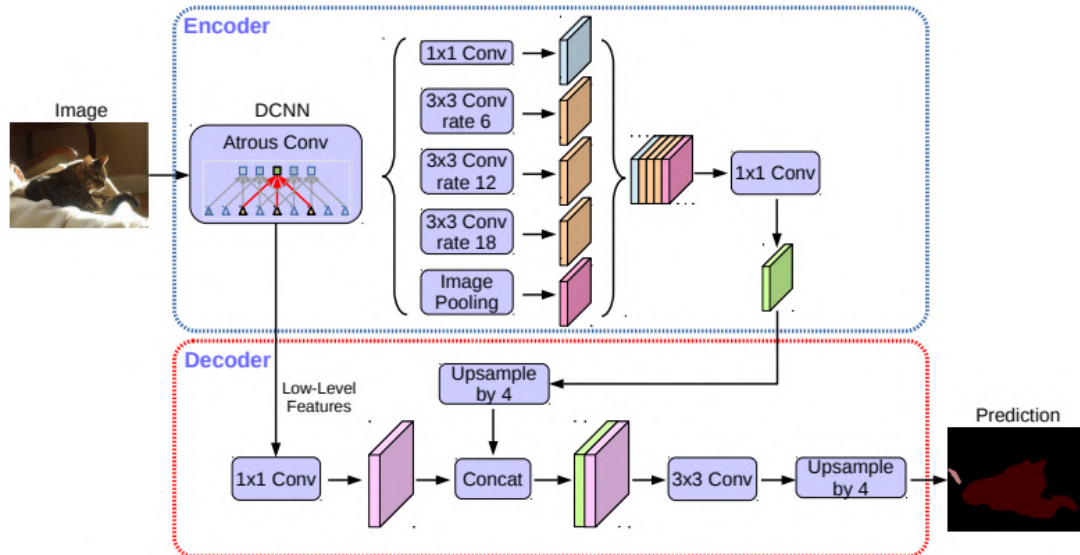 Encoder
Image
DCNN
Atrous Conv
1x1 Conv
3x3 Conv
rate 6
3x3 Conv
rate 12
3x3 Conv
rate 18
Image
Pooling
1x1 Conv
Decoder
Low-Level
Features
Upsample
by 4
1x1 Conv
Concat
3x3 Conv
Upsample
by 4
Prediction